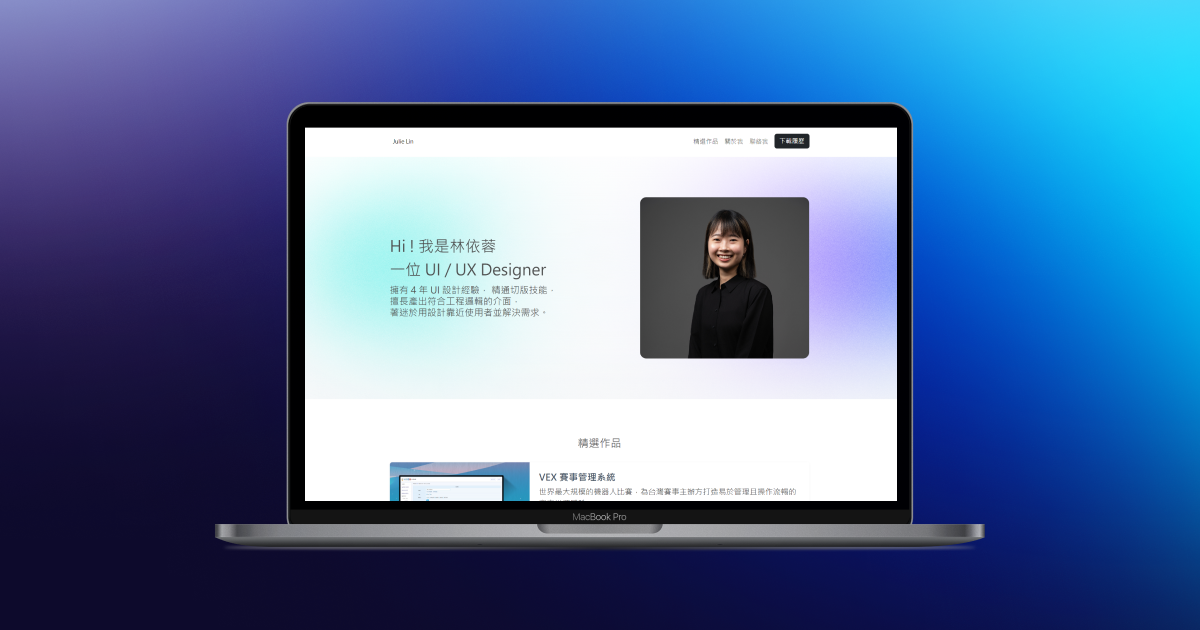 Julie Lin
精選作品 關於我 聯絡我 下載履歷
Hi ! 我是林依蓉
一位 UI / UX Designer
擁有 4 年 UI 設計經驗， 精通切版技能，
擅長產出符合工程邏輯的介面，
著迷於用設計靠近使用者並解決需求。
精選作品
VEX 賽事管理系統
世界最大規模的機器人比賽，為台灣賽事主辦方打造易於管理且操作流暢的
MacBook Pro